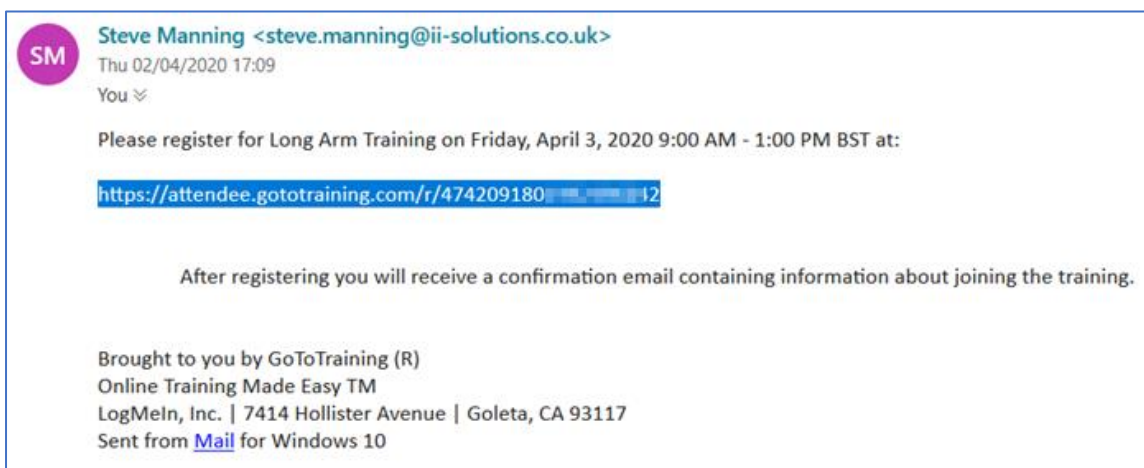 SM
Steve Manning <steve.manning@ii-solutions.co.uk>
Thu 02/04/2020 17:09
You
Please register for Long Arm Training on Friday, April 3, 2020 9:00 AM - 1:00 PM BST at:
https://attendee.gototraining.com/r/474209180
After registering you will receive a confirmation email containing information about joining the training.
Brought to you by GoToTraining (R)
Online Training Made Easy TM
LogMeIn, Inc. | 7414 Hollister Avenue | Goleta, CA 93117
Sent from Mail for Windows 10